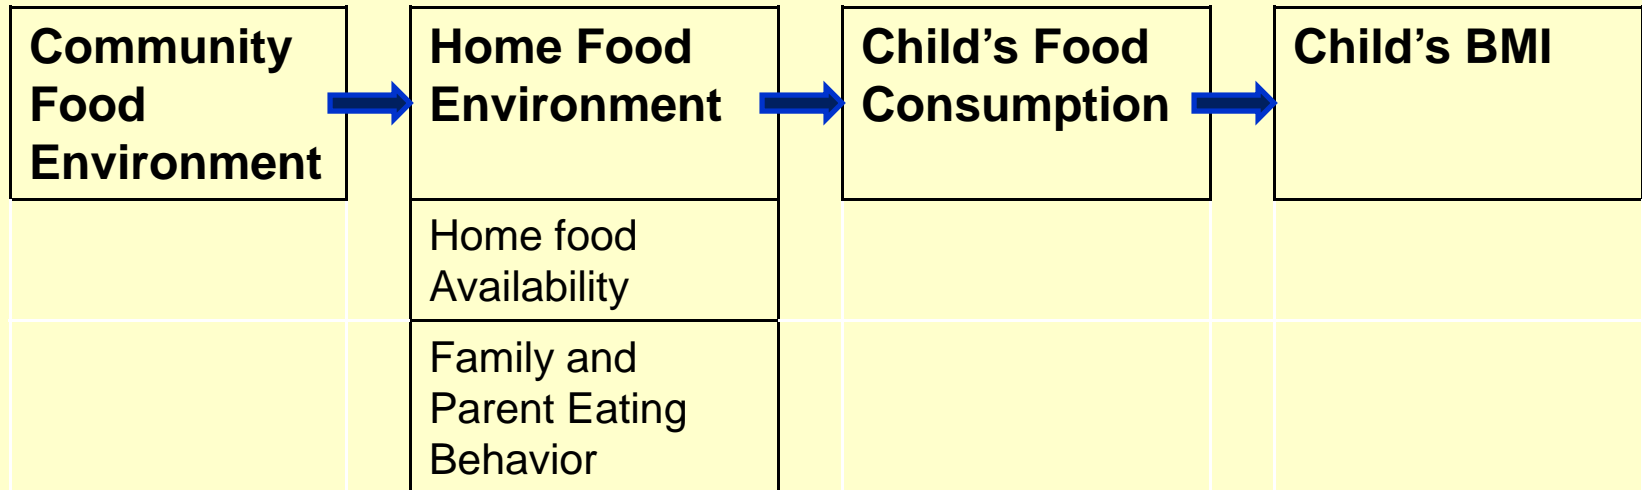 Community
Food
Environment
Home Food
Environment
Home food
Availability
Family and
Parent Eating
Behavior
Child’s Food
Consumption
Child’s BMI